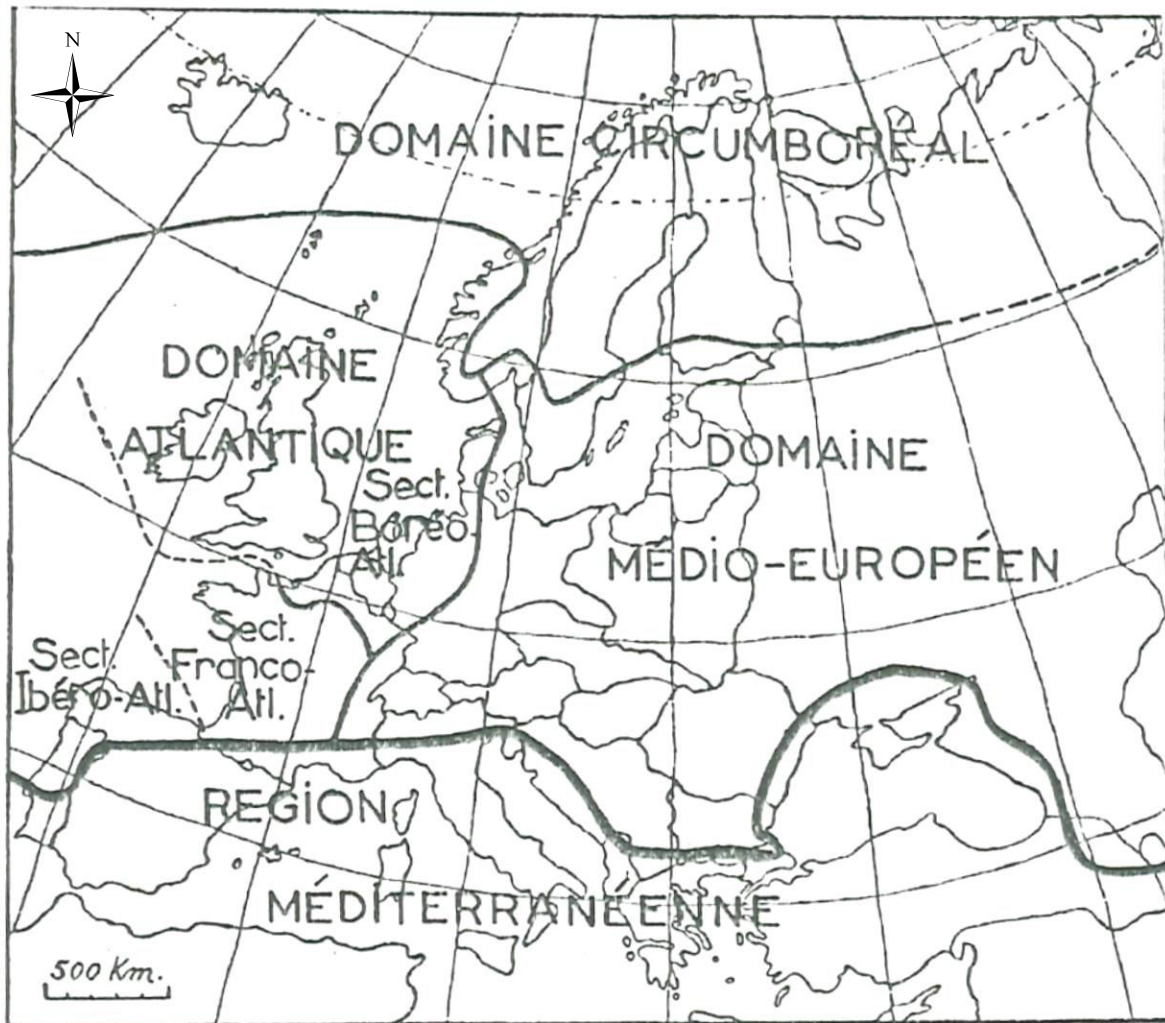 N
DOMAiNE CiRCUMBORÉAL
DOMAiNE
ATLANTIQUE
Sect.
Boréo-
Atl.
DOMAiNE
MÉDiO-EUROPÉEN
Sect.
Ibéro-Atl.
Sect.
Franco-
Atl.
REGiON
MÉDiTERRANÉENNE
500 Km.